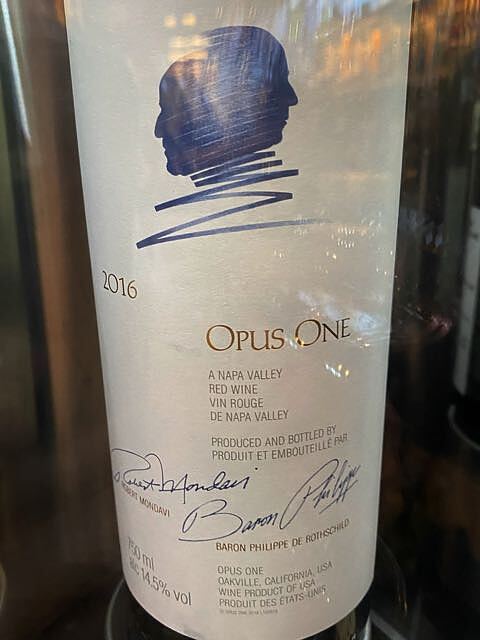 2016
OPUS ONE
A NAPA VALLEY
RED WINE
VIN ROUGE
DE NAPA VALLEY
PRODUCED AND BOTTLED BY
PRODUIT ET EMBOUTEILLÉ PAR
Robert Mondavi
ROBERT MONDAVI
Baron Philippe
BARON PHILIPPE DE ROTHSCHILD
750 ml
alc 14.5% vol
OPUS ONE
OAKVILLE, CALIFORNIA, USA
WINE PRODUCT OF USA
PRODUIT DES ÉTATS-UNIS